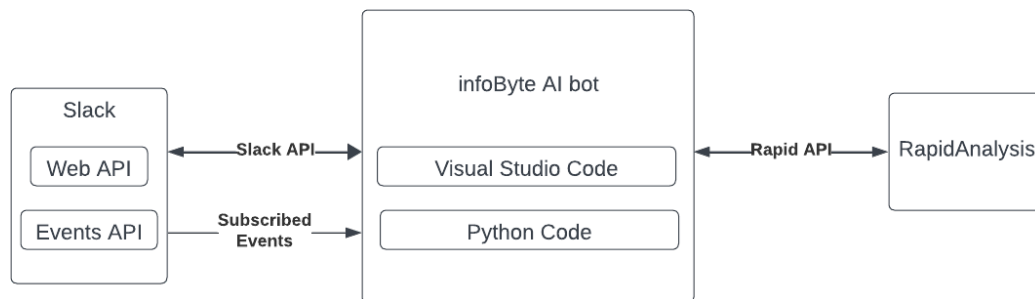 infoByte AI bot
Slack
Web API
Slack API
Visual Studio Code
Rapid API
RapidAnalysis
Events API
Subscribed
Events
Python Code